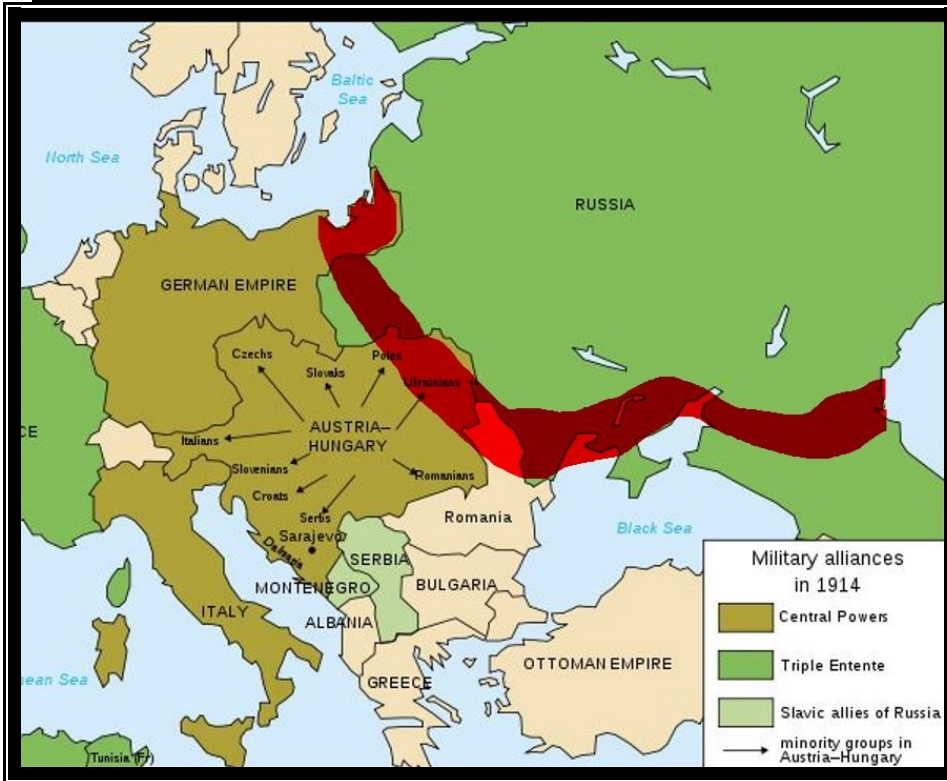 Baltic
Sea
North Sea
RUSSIA
GERMAN EMPIRE
Czechs
Poles
Slovaks
Ukrainians
CE
AUSTRIA–
HUNGARY
Italians
Slovenians
Romanians
Croats
Serbs
Romania
Sarajevo
Black Sea
Dalmatia
SERBIA
MONTENEGRO
BULGARIA
ITALY
ALBANIA
OTTOMAN EMPIRE
GREECE
nean Sea
Tunisia (Fr)
Military alliances
in 1914
Central Powers
Triple Entente
Slavic allies of Russia
minority groups in
Austria–Hungary